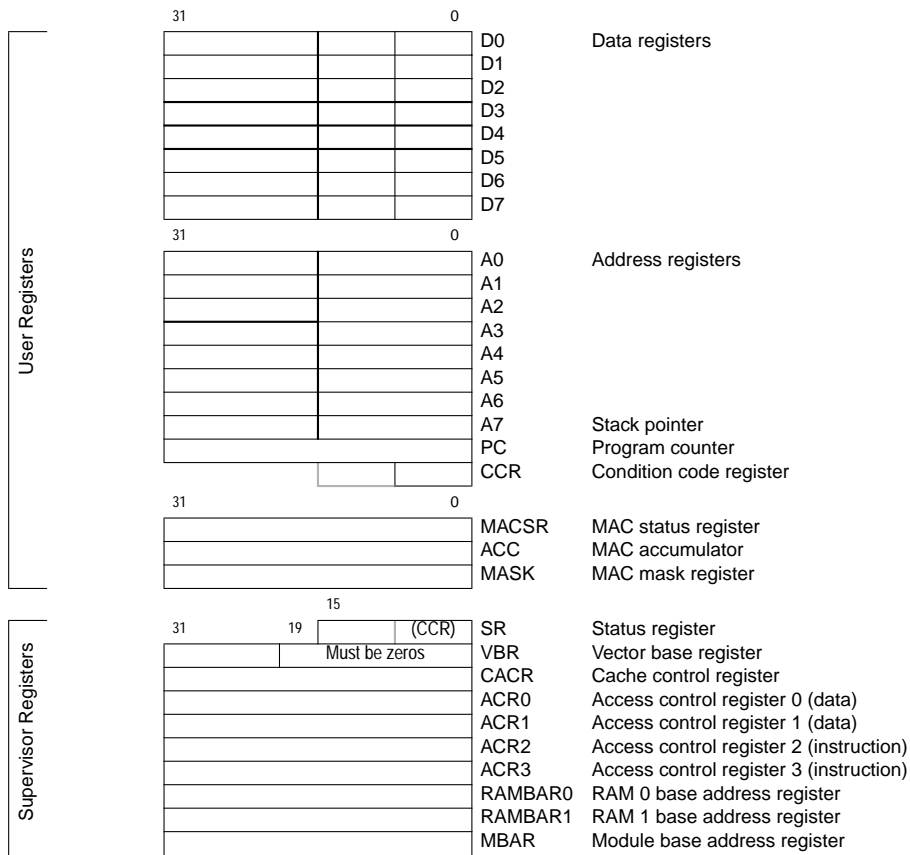 31 0
D0 Data registers
D1
D2
D3
D4
D5
D6
D7
31 0
A0 Address registers
A1
A2
A3
A4
A5
A6
A7 Stack pointer
PC Program counter
CCR Condition code register
User Registers
31 0
MACSR MAC status register
ACC MAC accumulator
MASK MAC mask register
15
31 19 (CCR) SR Status register
Must be zeros VBR Vector base register
CACR Cache control register
ACR0 Access control register 0 (data)
ACR1 Access control register 1 (data)
ACR2 Access control register 2 (instruction)
ACR3 Access control register 3 (instruction)
RAMBAR0 RAM 0 base address register
RAMBAR1 RAM 1 base address register
MBAR Module base address register
Supervisor Registers